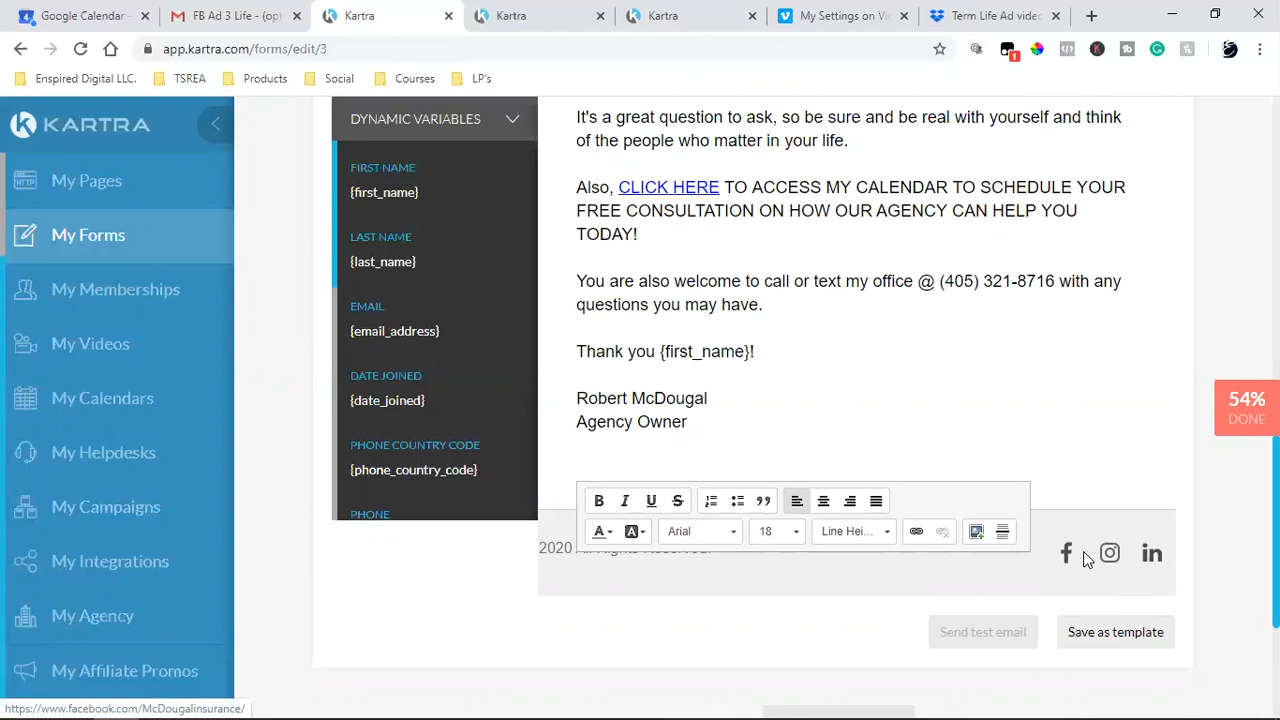 Google Calendar -
FB Ad 3 Life - (opt
Kartra
Kartra
Kartra
My Settings on Vi
Term Life Ad video
app.kartra.com/forms/edit/3
1
Enspired Digital LLC.
TSREA
Products
Social
Courses
LP's
KARTRA
My Pages
My Forms
My Memberships
My Videos
My Calendars
My Helpdesks
My Campaigns
My Integrations
My Agency
My Affiliate Promos
DYNAMIC VARIABLES
FIRST NAME
{first_name}
LAST NAME
{last_name}
EMAIL
{email_address}
DATE JOINED
{date_joined}
PHONE COUNTRY CODE
{phone_country_code}
PHONE
It's a great question to ask, so be sure and be real with yourself and think
of the people who matter in your life.
Also, CLICK HERE TO ACCESS MY CALENDAR TO SCHEDULE YOUR
FREE CONSULTATION ON HOW OUR AGENCY CAN HELP YOU
TODAY!
You are also welcome to call or text my office @ (405) 321-8716 with any
questions you may have.
Thank you {first_name}!
Robert McDougal
Agency Owner
B I U S
A A Arial 18 Line Hei...
2020 All Rights Reserved.
54%
DONE
Send test email
Save as template
https://www.facebook.com/McDougalinsurance/